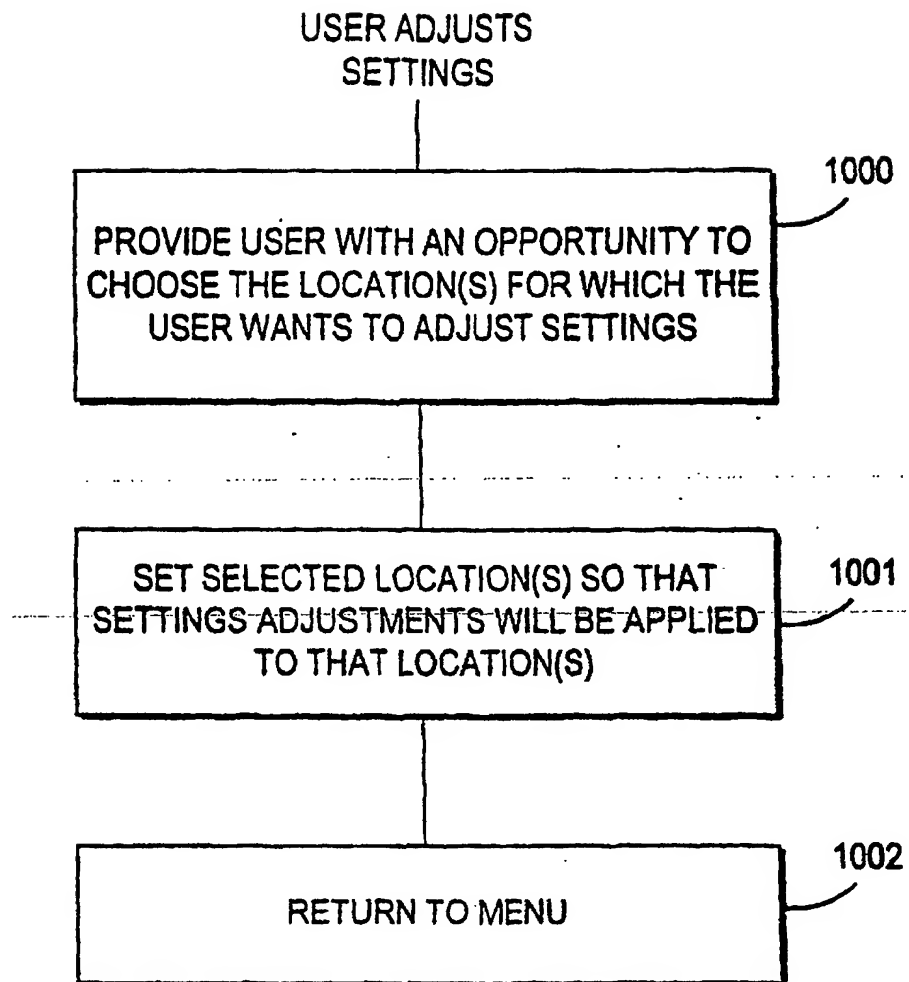 USER ADJUSTS
SETTINGS
1000
PROVIDE USER WITH AN OPPORTUNITY TO
CHOOSE THE LOCATION(S) FOR WHICH THE
USER WANTS TO ADJUST SETTINGS
1001
SET SELECTED LOCATION(S) SO THAT
SETTINGS ADJUSTMENTS WILL BE APPLIED
TO THAT LOCATION(S)
1002
RETURN TO MENU